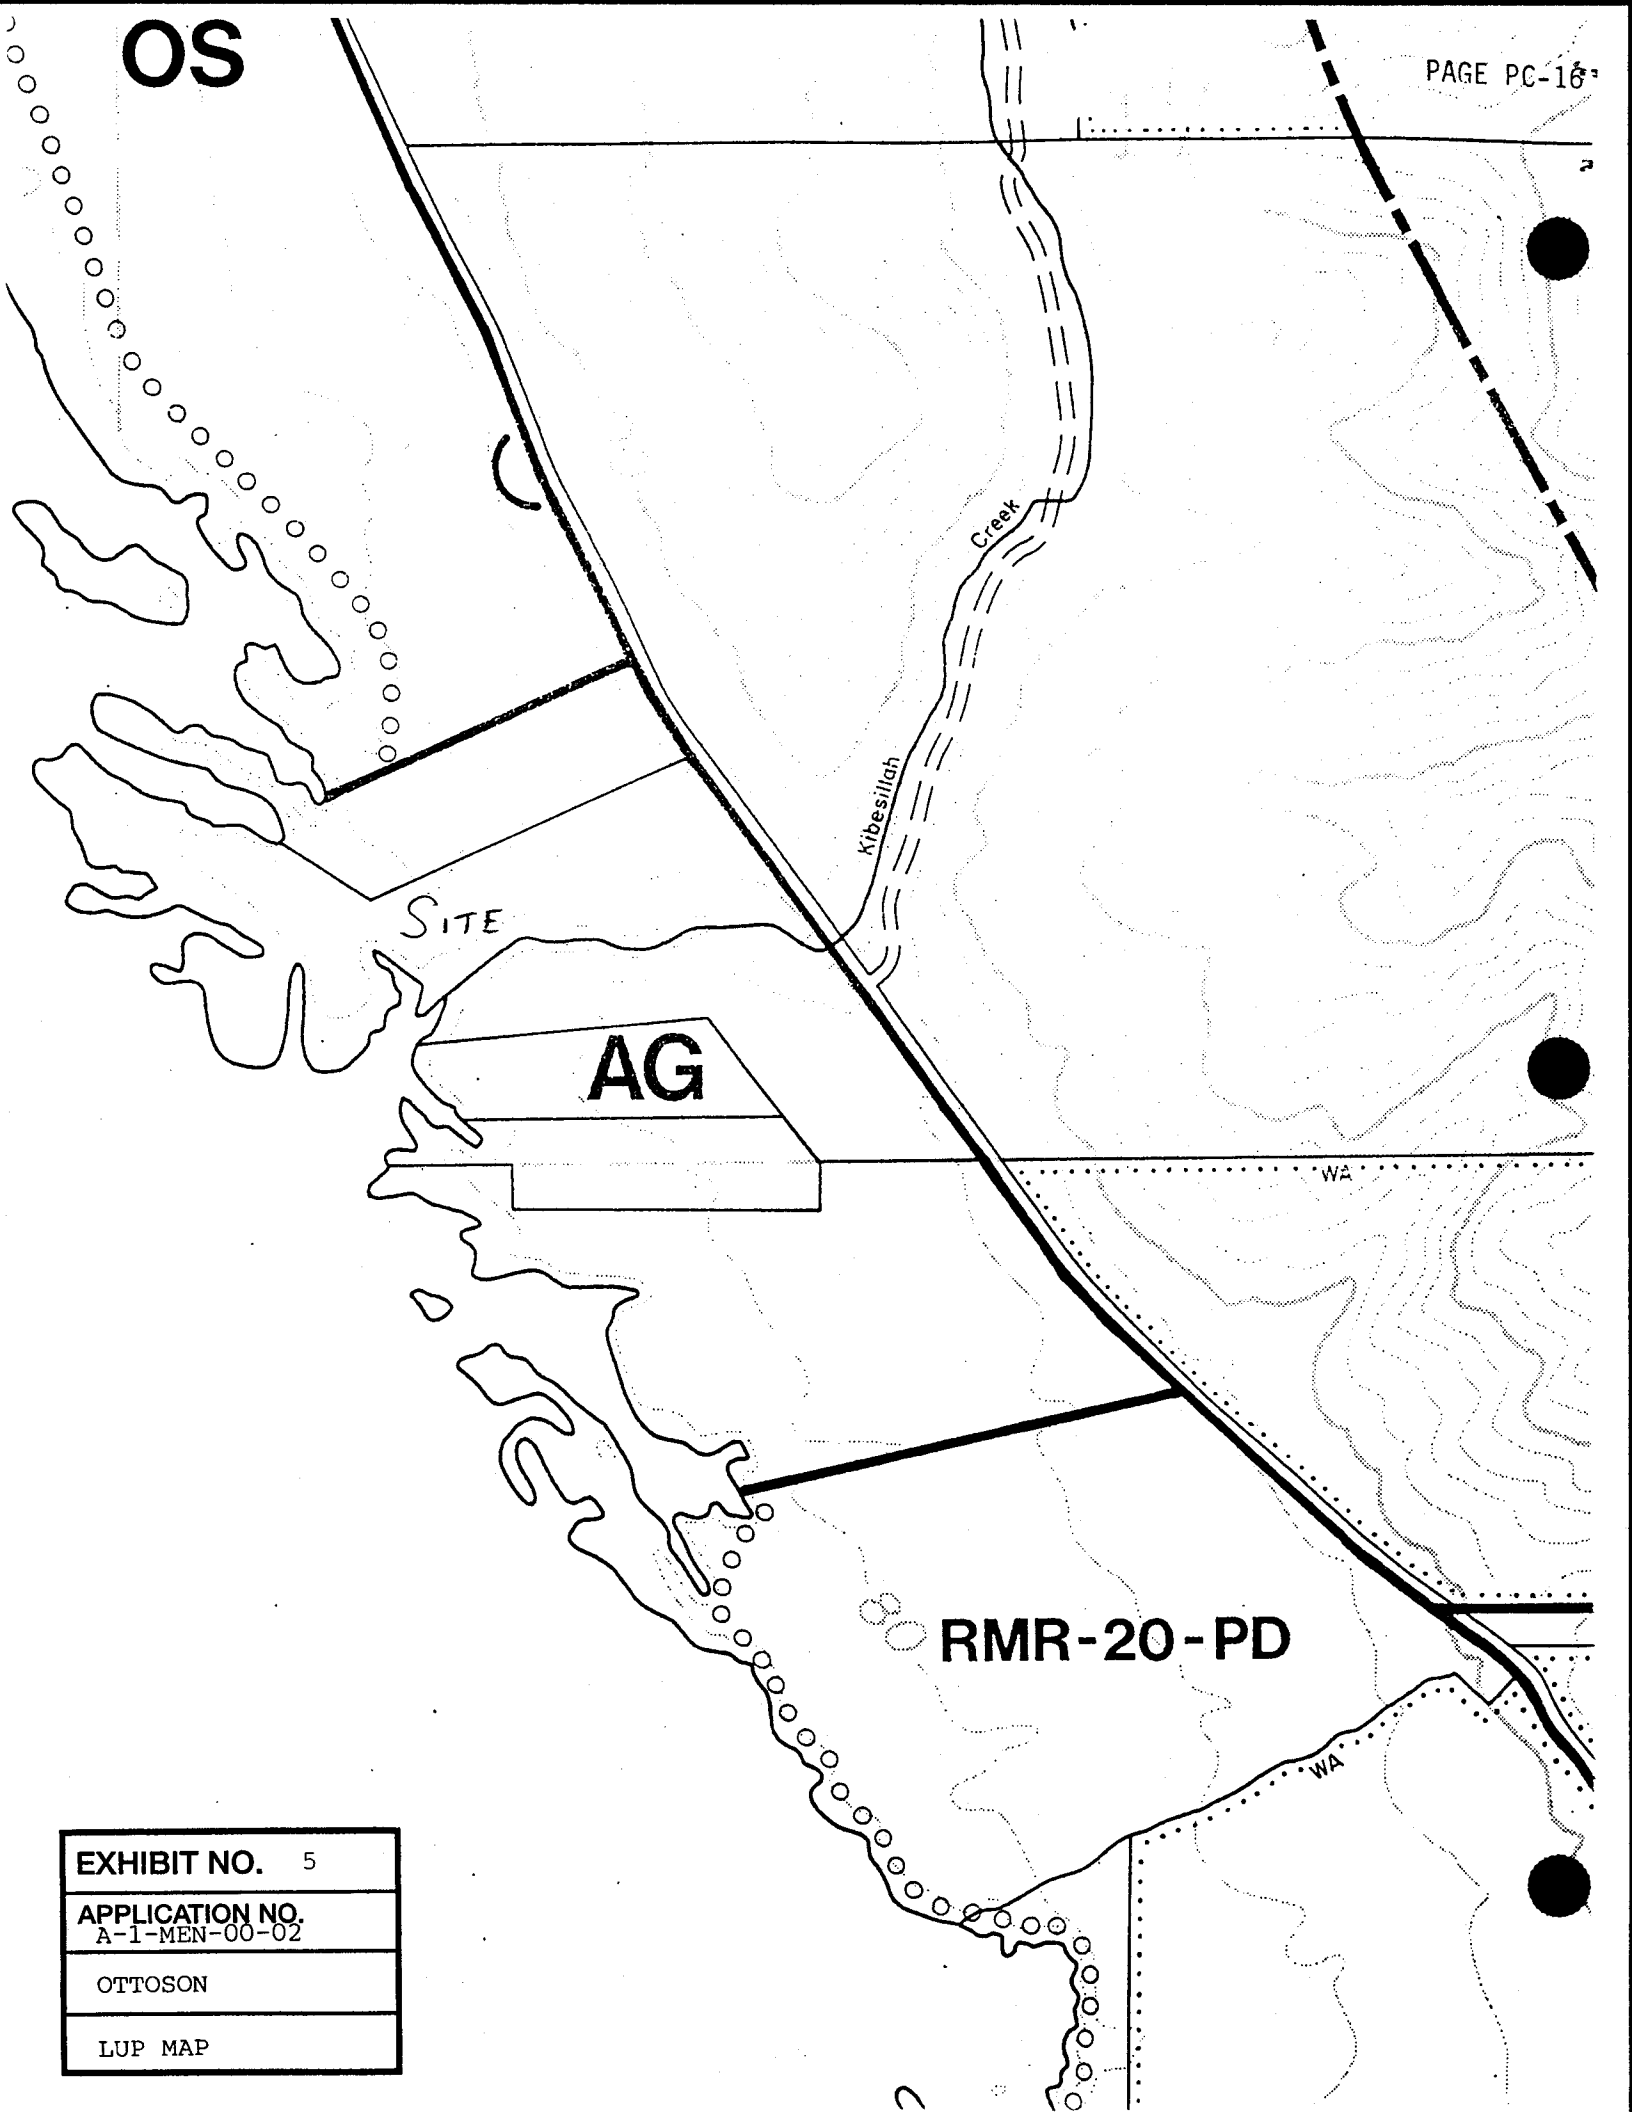 OS
PAGE PC-16
Creek
Kibesillah
SITE
AG
WA
RMR-20-PD
WA
EXHIBIT NO. 5
APPLICATION NO.
A-1-MEN-00-02
OTTOSON
LUP MAP